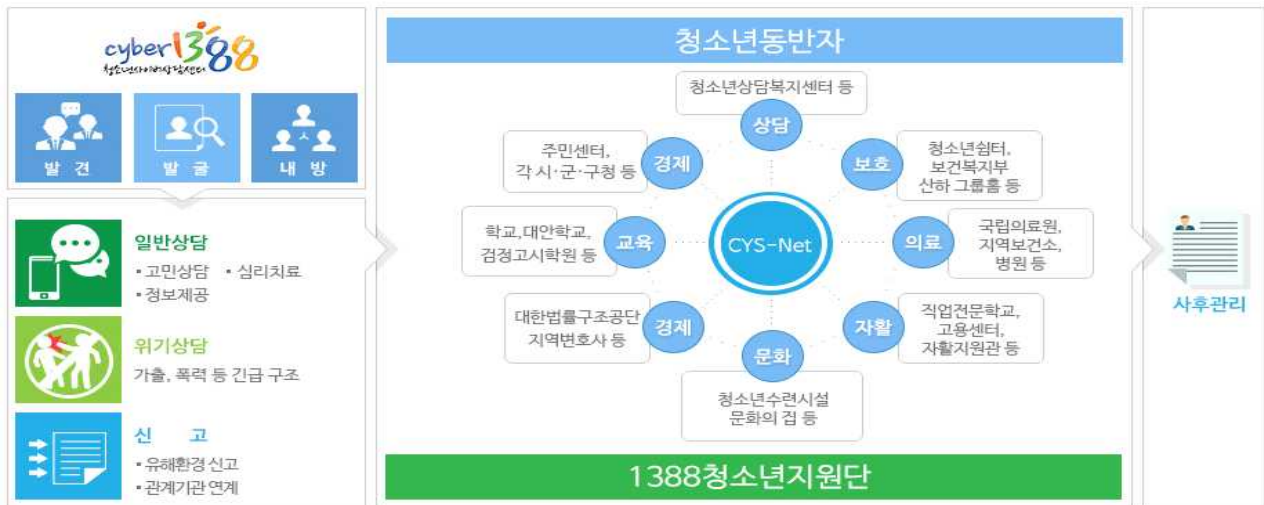 cyber1388
청소년사이버상담센터
발 견
발 굴
내 방
일반상담
▪ 고민상담 ▪ 심리치료
▪ 정보제공
위기상담
가출, 폭력 등 긴급 구조
신 고
▪ 유해환경 신고
▪ 관계기관 연계
청소년동반자
청소년상담복지센터 등
상담
주민센터,
각 시·군·구청 등
경제
보호
청소년쉼터,
보건복지부
산하 그룹홈 등
학교,대안학교,
검정고시학원 등
교육
CYS-Net
의료
국립의료원,
지역보건소,
병원 등
대한법률구조공단
지역변호사 등
경제
자활
직업전문학교,
고용센터,
자활지원관 등
문화
청소년수련시설
문화의 집 등
1388청소년지원단
사후관리